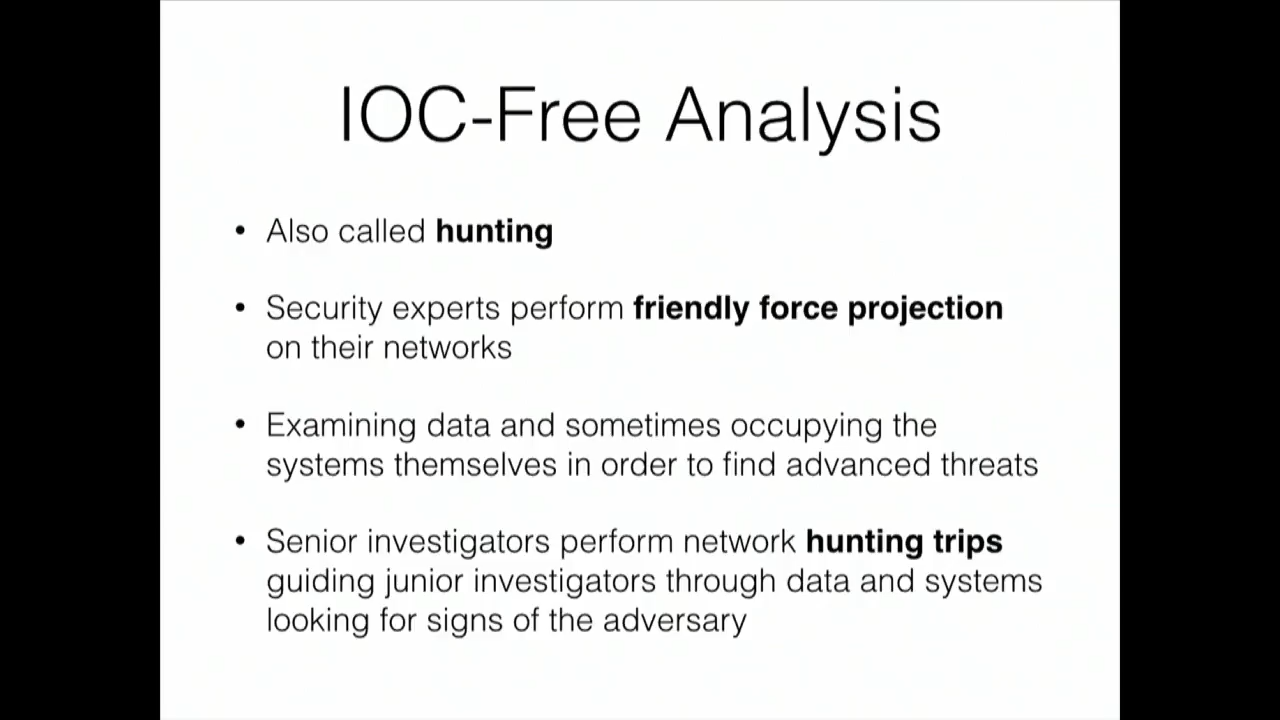 IOC-Free Analysis
• Also called hunting
• Security experts perform friendly force projection
on their networks
• Examining data and sometimes occupying the
systems themselves in order to find advanced threats
• Senior investigators perform network hunting trips
guiding junior investigators through data and systems
looking for signs of the adversary